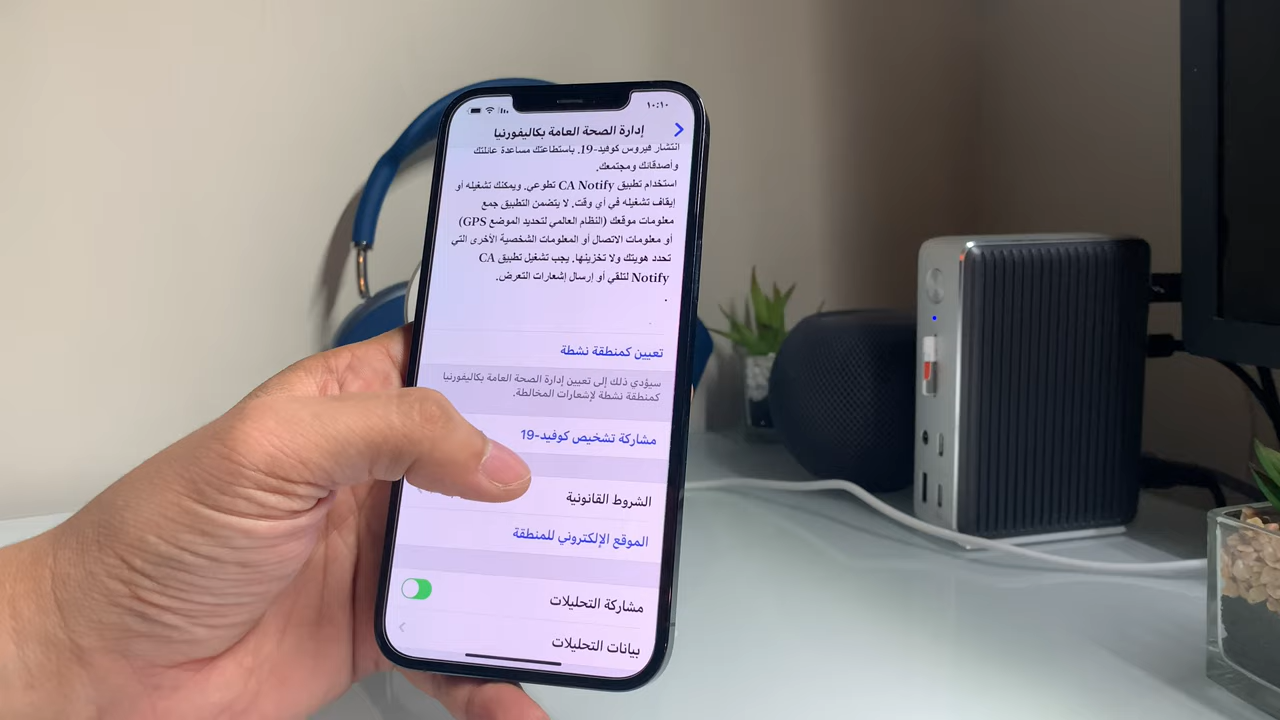 ١٠:١٠
إدارة الصحة العامة بكاليفورنيا
انتشار فيروس كوفيد-19. باستطاعتك مساعدة عائلتك
وأصدقائك ومجتمعك.
استخدام تطبيق CA Notify تطوعي. ويمكنك تشغيله أو
إيقاف تشغيله في أي وقت. لا يتضمن التطبيق جمع
معلومات موقعك (النظام العالمي لتحديد الموضع GPS)
أو معلومات الاتصال أو المعلومات الشخصية الأخرى التي
تحدد هويتك ولا تخزينها. يجب تشغيل تطبيق CA
Notify لتلقي أو إرسال إشعارات التعرض.
.
تعيين كمنطقة نشطة
سيؤدي ذلك إلى تعيين إدارة الصحة العامة بكاليفورنيا
كمنطقة نشطة لإشعارات المخالطة.
مشاركة تشخيص كوفيد-19
الشروط القانونية
الموقع الإلكتروني للمنطقة
مشاركة التحليلات
بيانات التحليلات